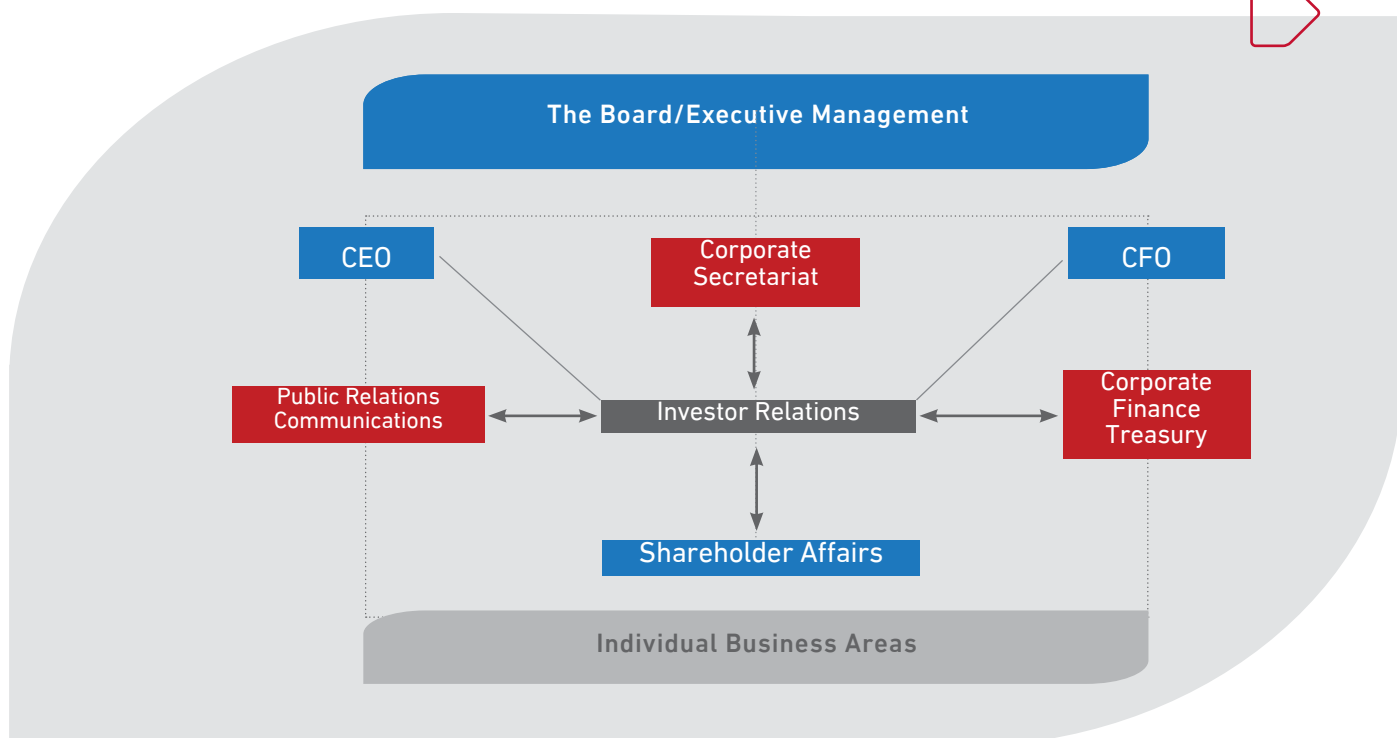 The Board/Executive Management
CEO
Corporate
Secretariat
CFO
Public Relations
Communications
Investor Relations
Corporate
Finance
Treasury
Shareholder Affairs
Individual Business Areas